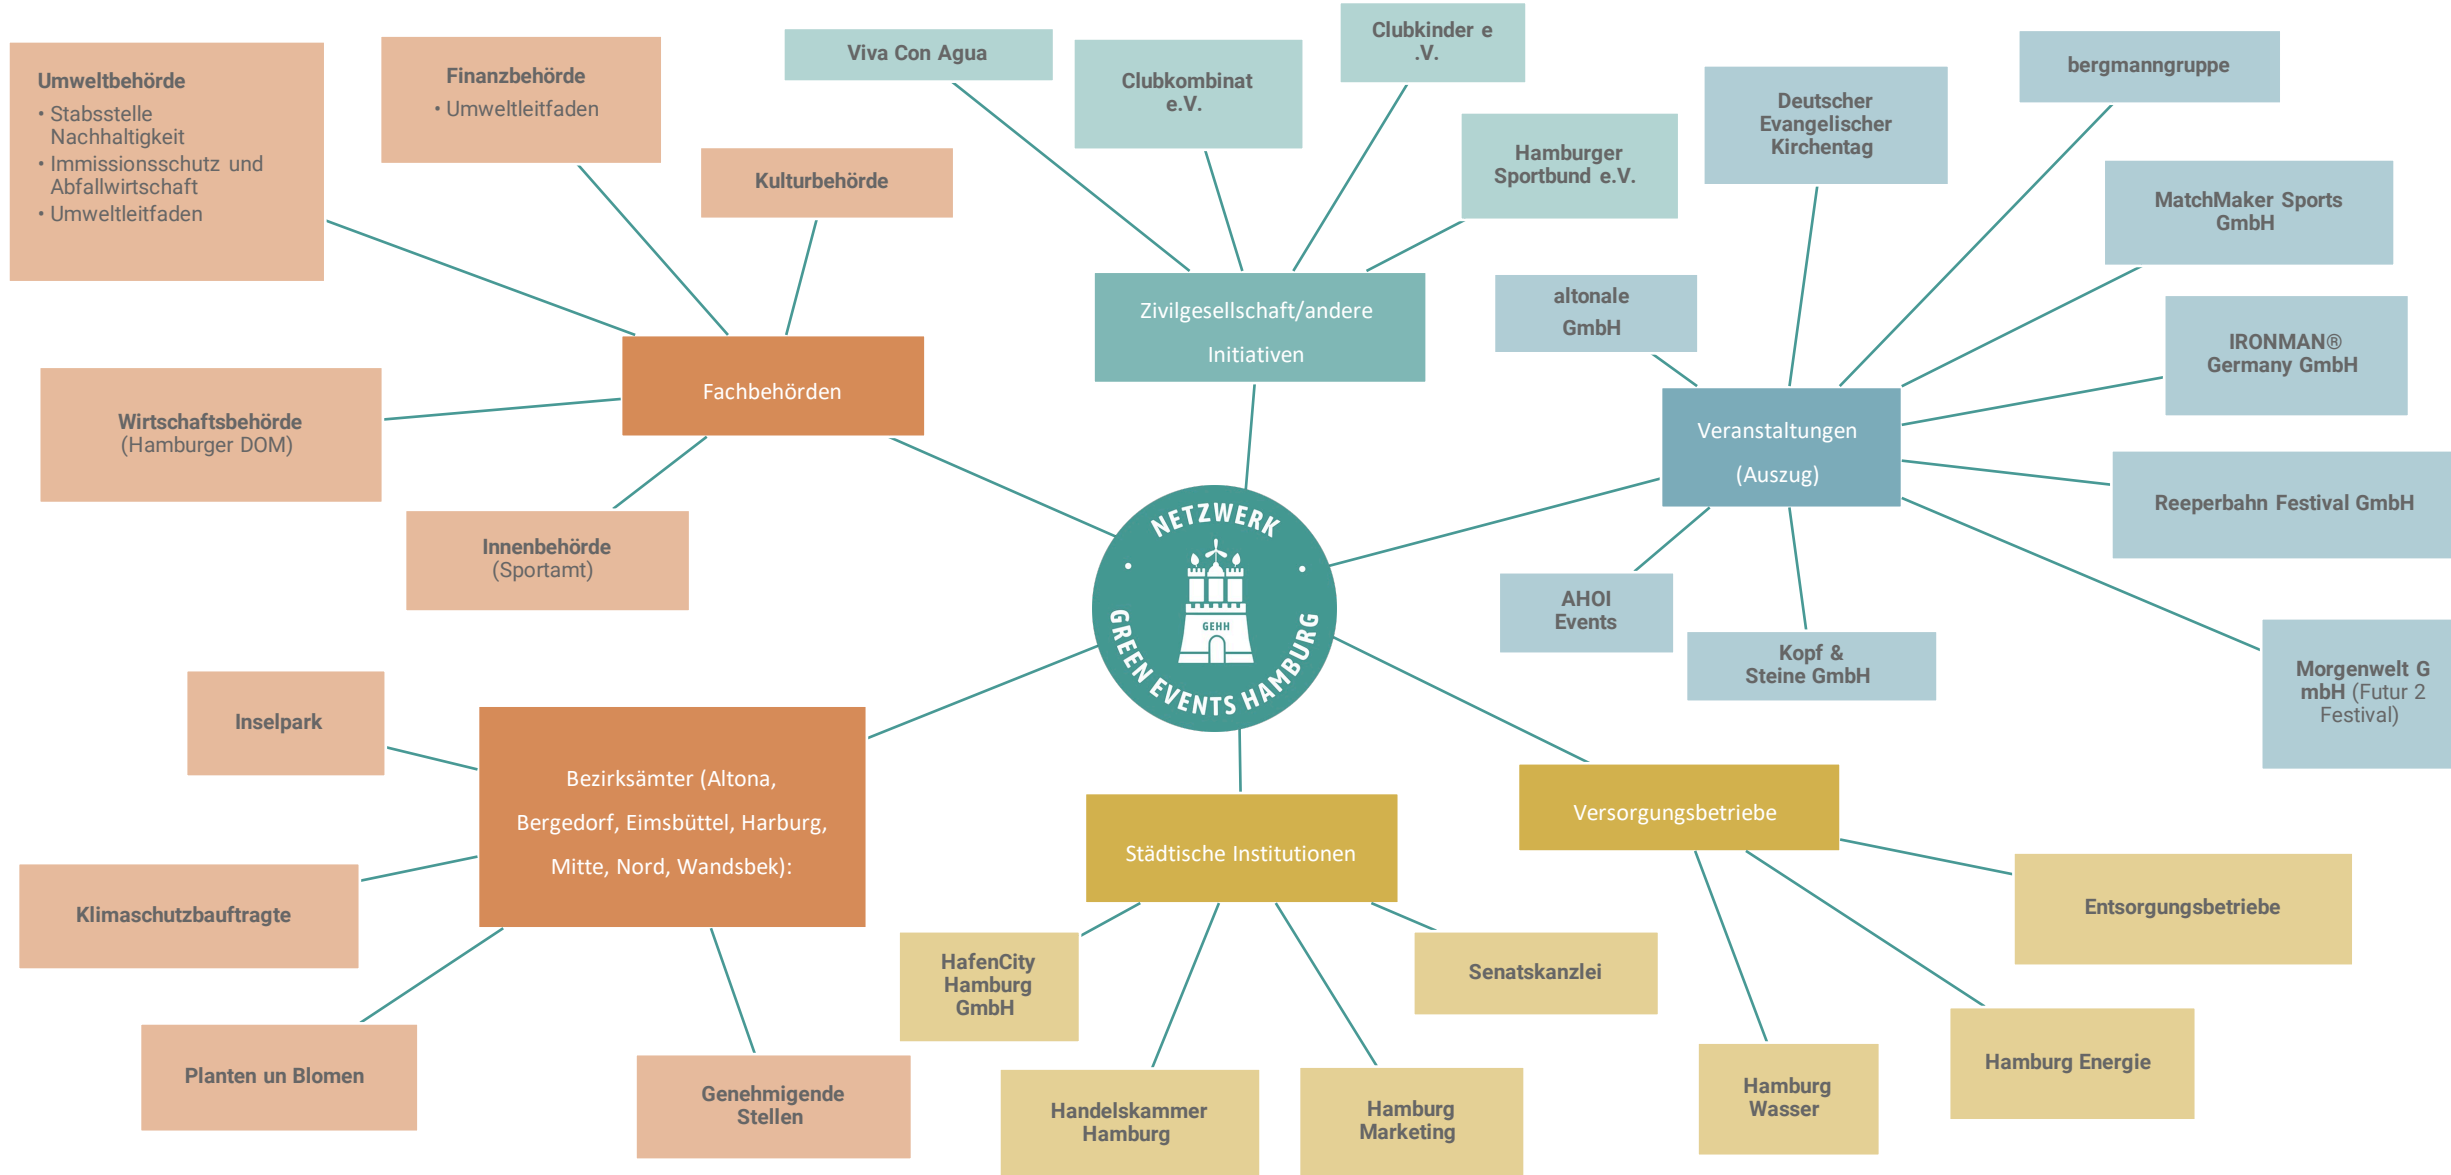 Umweltbehörde
• Stabsstelle
Nachhaltigkeit
• Immissionsschutz und
Abfallwirtschaft
• Umweltleitfaden
Finanzbehörde
• Umweltleitfaden
Kulturbehörde
Wirtschaftsbehörde
(Hamburger DOM)
Innenbehörde
(Sportamt)
Fachbehörden
Viva Con Agua
Clubkombinat
e.V.
Clubkinder e
.V.
Hamburger
Sportbund e.V.
Zivilgesellschaft/andere
Initiativen
Deutscher
Evangelischer
Kirchentag
bergmanngruppe
MatchMaker Sports
GmbH
altonale
GmbH
IRONMAN®
Germany GmbH
Veranstaltungen
(Auszug)
Reeperbahn Festival GmbH
AHOI
Events
Kopf &
Steine GmbH
Morgenwelt G
mbH (Futur 2
Festival)
NETZWERK
GEHH
GREEN EVENTS HAMBURG
Inselpark
Bezirksämter (Altona,
Bergedorf, Eimsbüttel, Harburg,
Mitte, Nord, Wandsbek):
Klimaschutzbauftragte
Planten un Blomen
Genehmigende
Stellen
Städtische Institutionen
HafenCity
Hamburg
GmbH
Handelskammer
Hamburg
Hamburg
Marketing
Senatskanzlei
Versorgungsbetriebe
Entsorgungsbetriebe
Hamburg Energie
Hamburg
Wasser